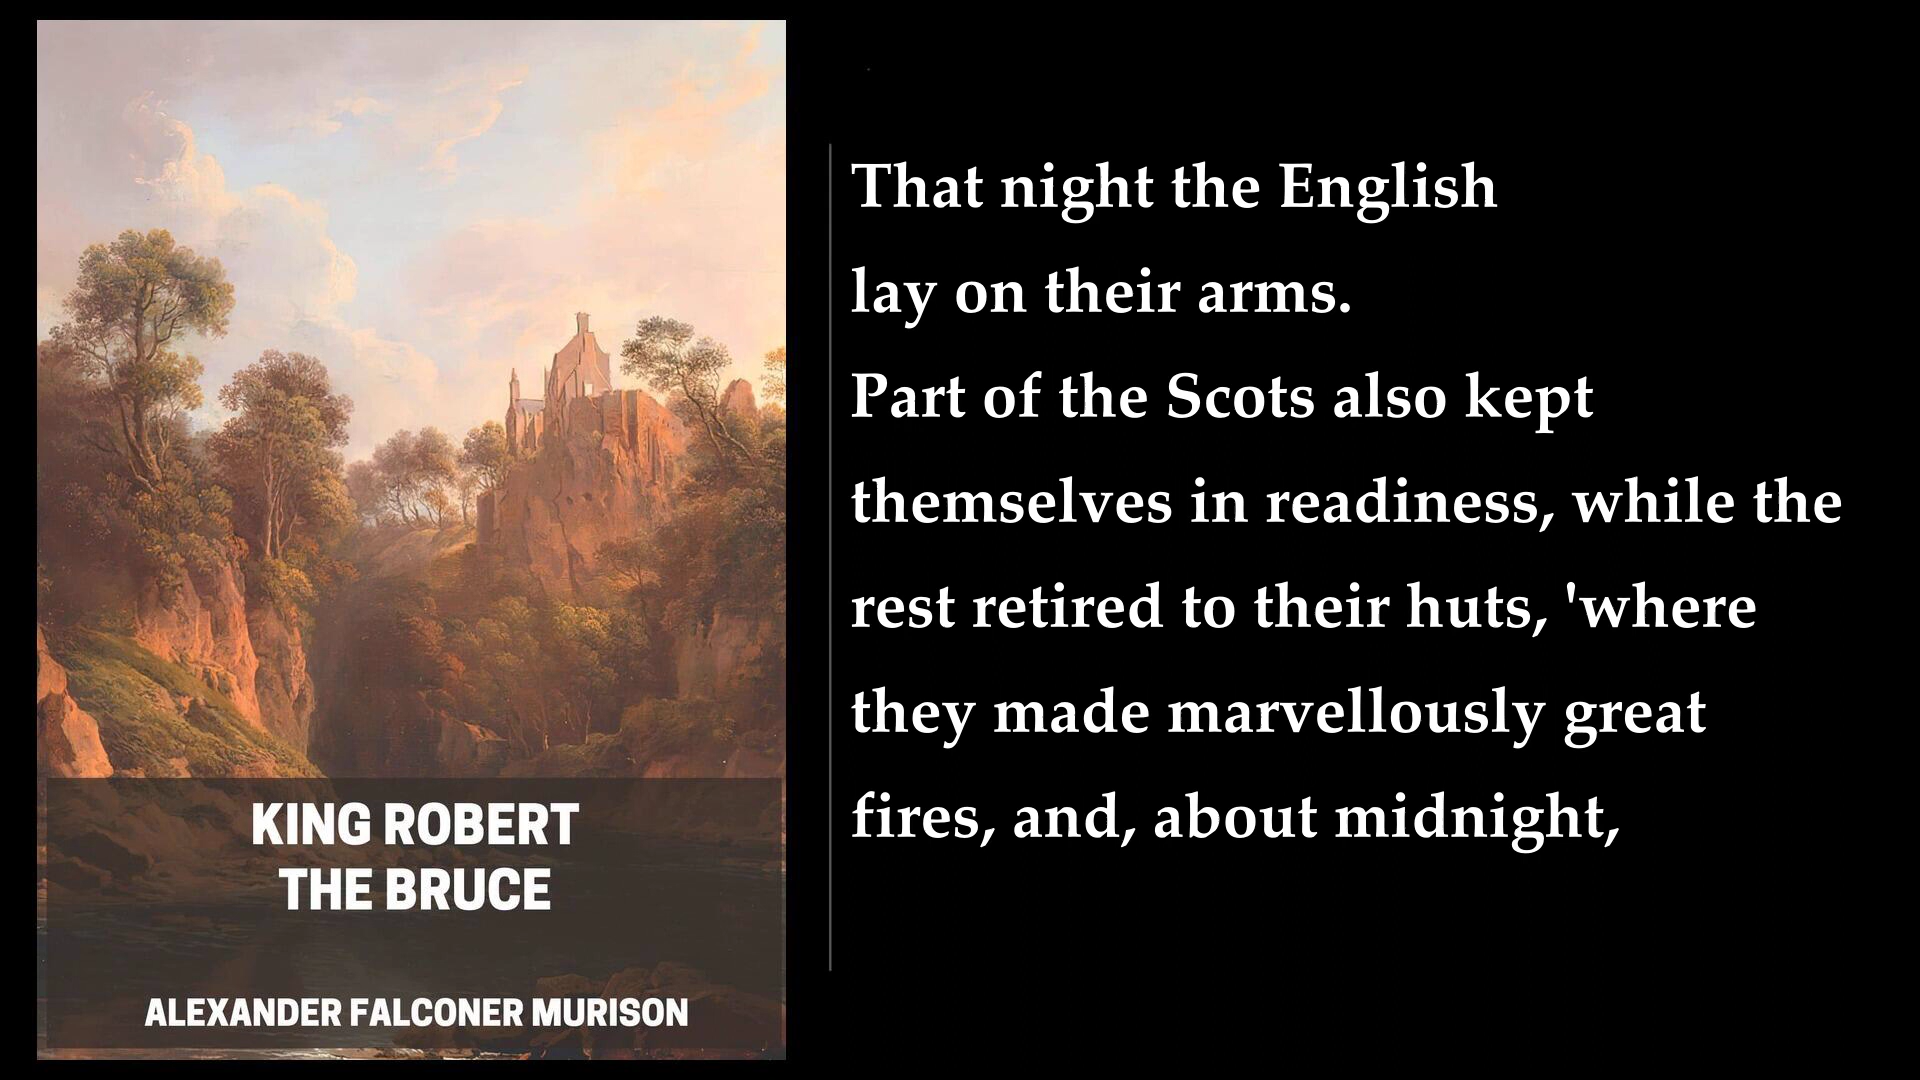 KING ROBERT
THE BRUCE
ALEXANDER FALCONER MURISON
That night the English
lay on their arms.
Part of the Scots also kept
themselves in readiness, while the
rest retired to their huts, 'where
they made marvellously great
fires, and, about midnight,